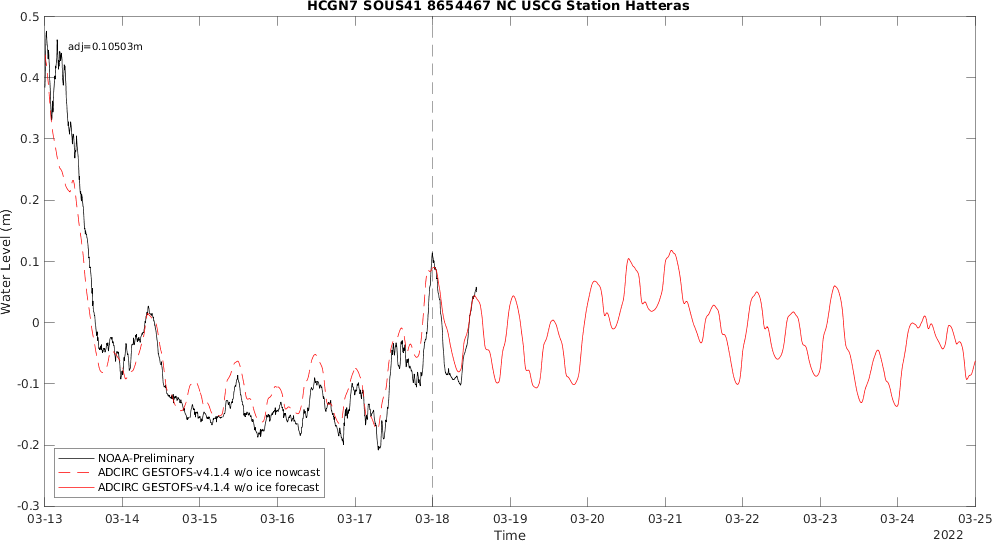 HCGN7 SOUS41 8654467 NC USCG Station Hatteras
adj=0.10503m
0.5
0.4
0.3
0.2
0.1
0
-0.1
-0.2
-0.3
Water Level (m)
NOAA-Preliminary
ADCIRC GESTOFS-v4.1.4 w/o ice nowcast
ADCIRC GESTOFS-v4.1.4 w/o ice forecast
03-13 03-14 03-15 03-16 03-17 03-18 03-19 03-20 03-21 03-22 03-23 03-24 03-25
Time
2022